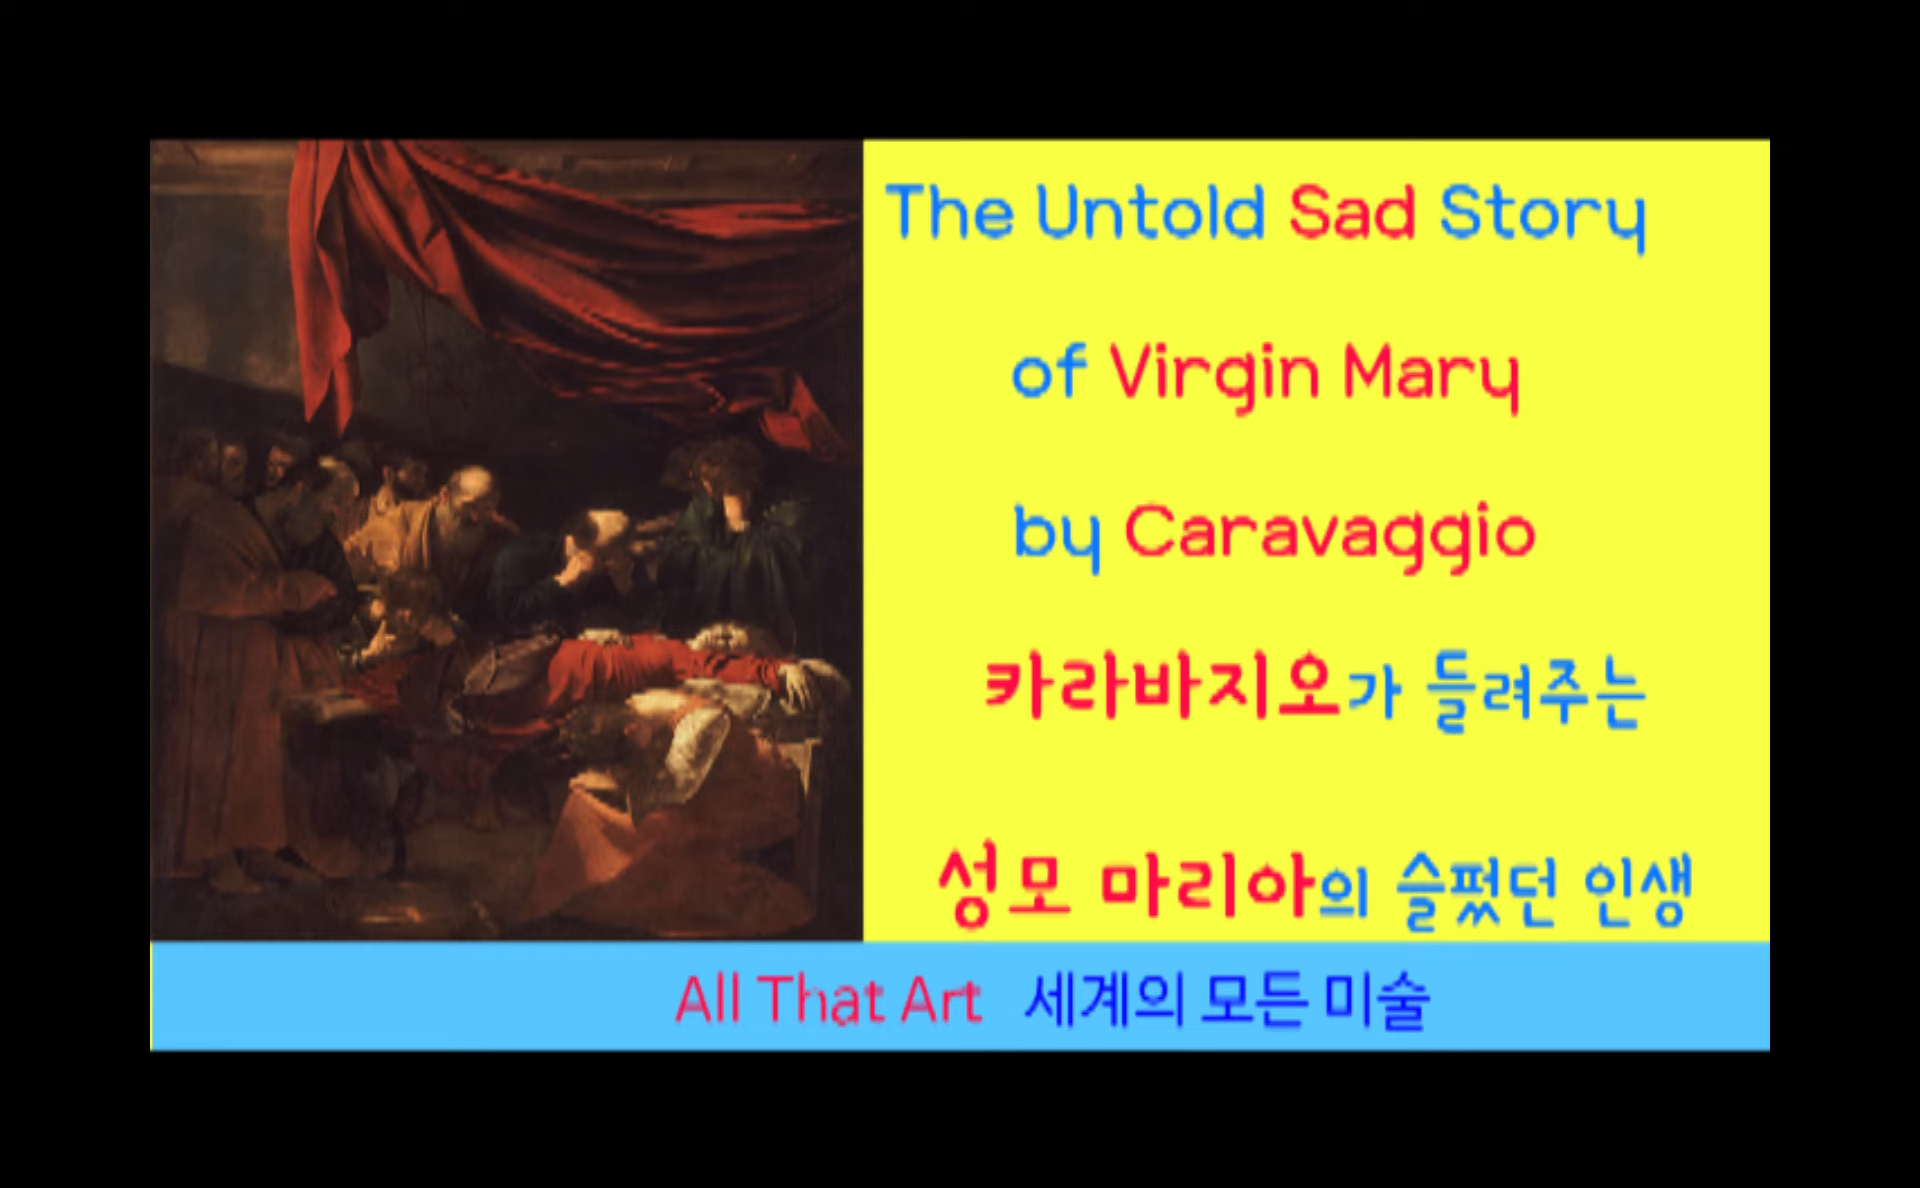 The Untold Sad Story
of Virgin Mary
by Caravaggio
카라바지오가 들려주는
성모 마리아의 슬펐던 인생
All That Art 세계의 모든 미술